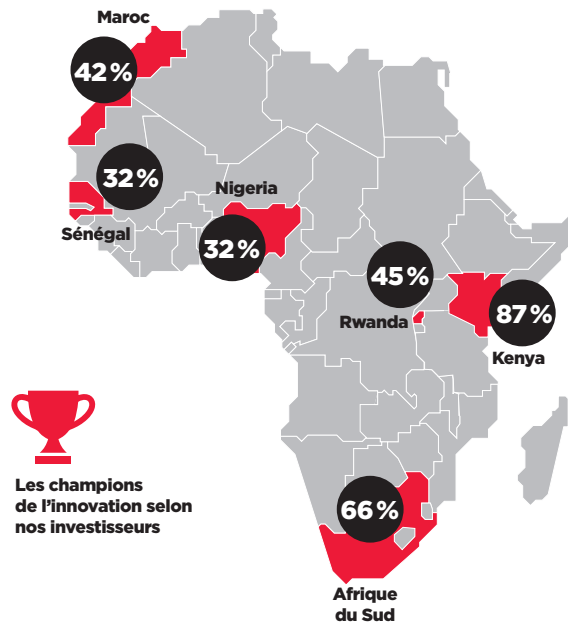 Maroc
42 %
32 %
Sénégal
Nigeria
32 %
45 %
Rwanda
87 %
Kenya
Les champions
de l’innovation selon
nos investisseurs
66 %
Afrique
du Sud